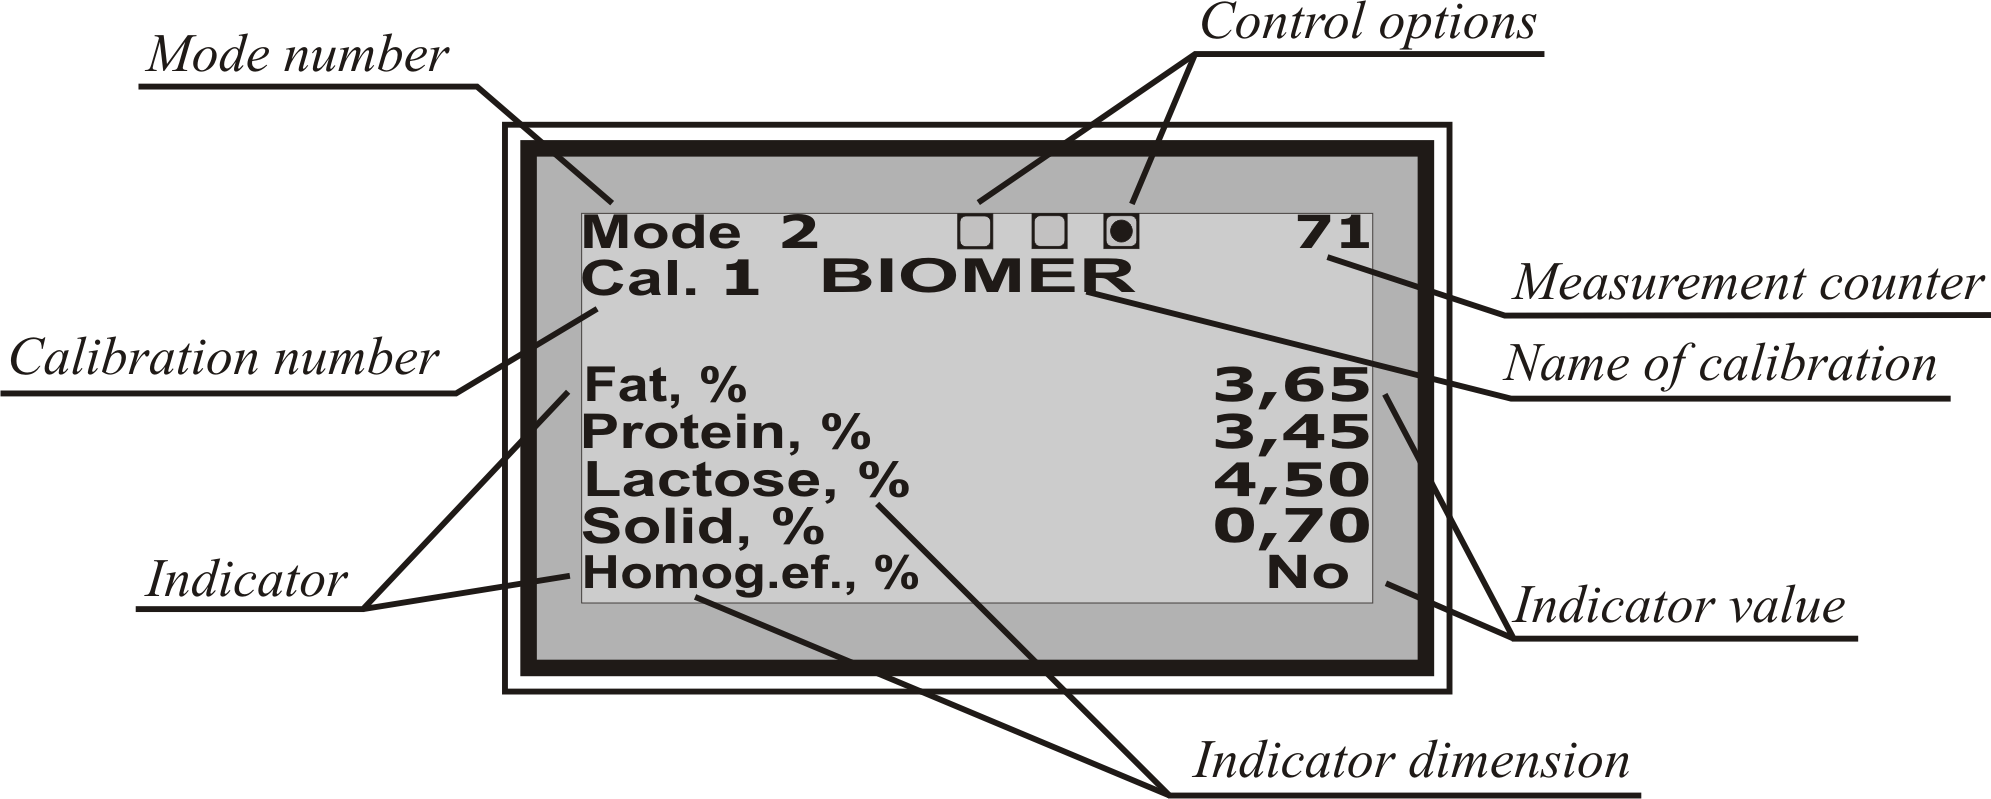 Control options
Mode number
Mode 2 71
Cal. 1 BIOMER
Measurement counter
Calibration number
Name of calibration
Fat, % 3,65
Protein, % 3,45
Lactose, % 4,50
Solid, % 0,70
Homog.ef., % No
Indicator
Indicator value
Indicator dimension